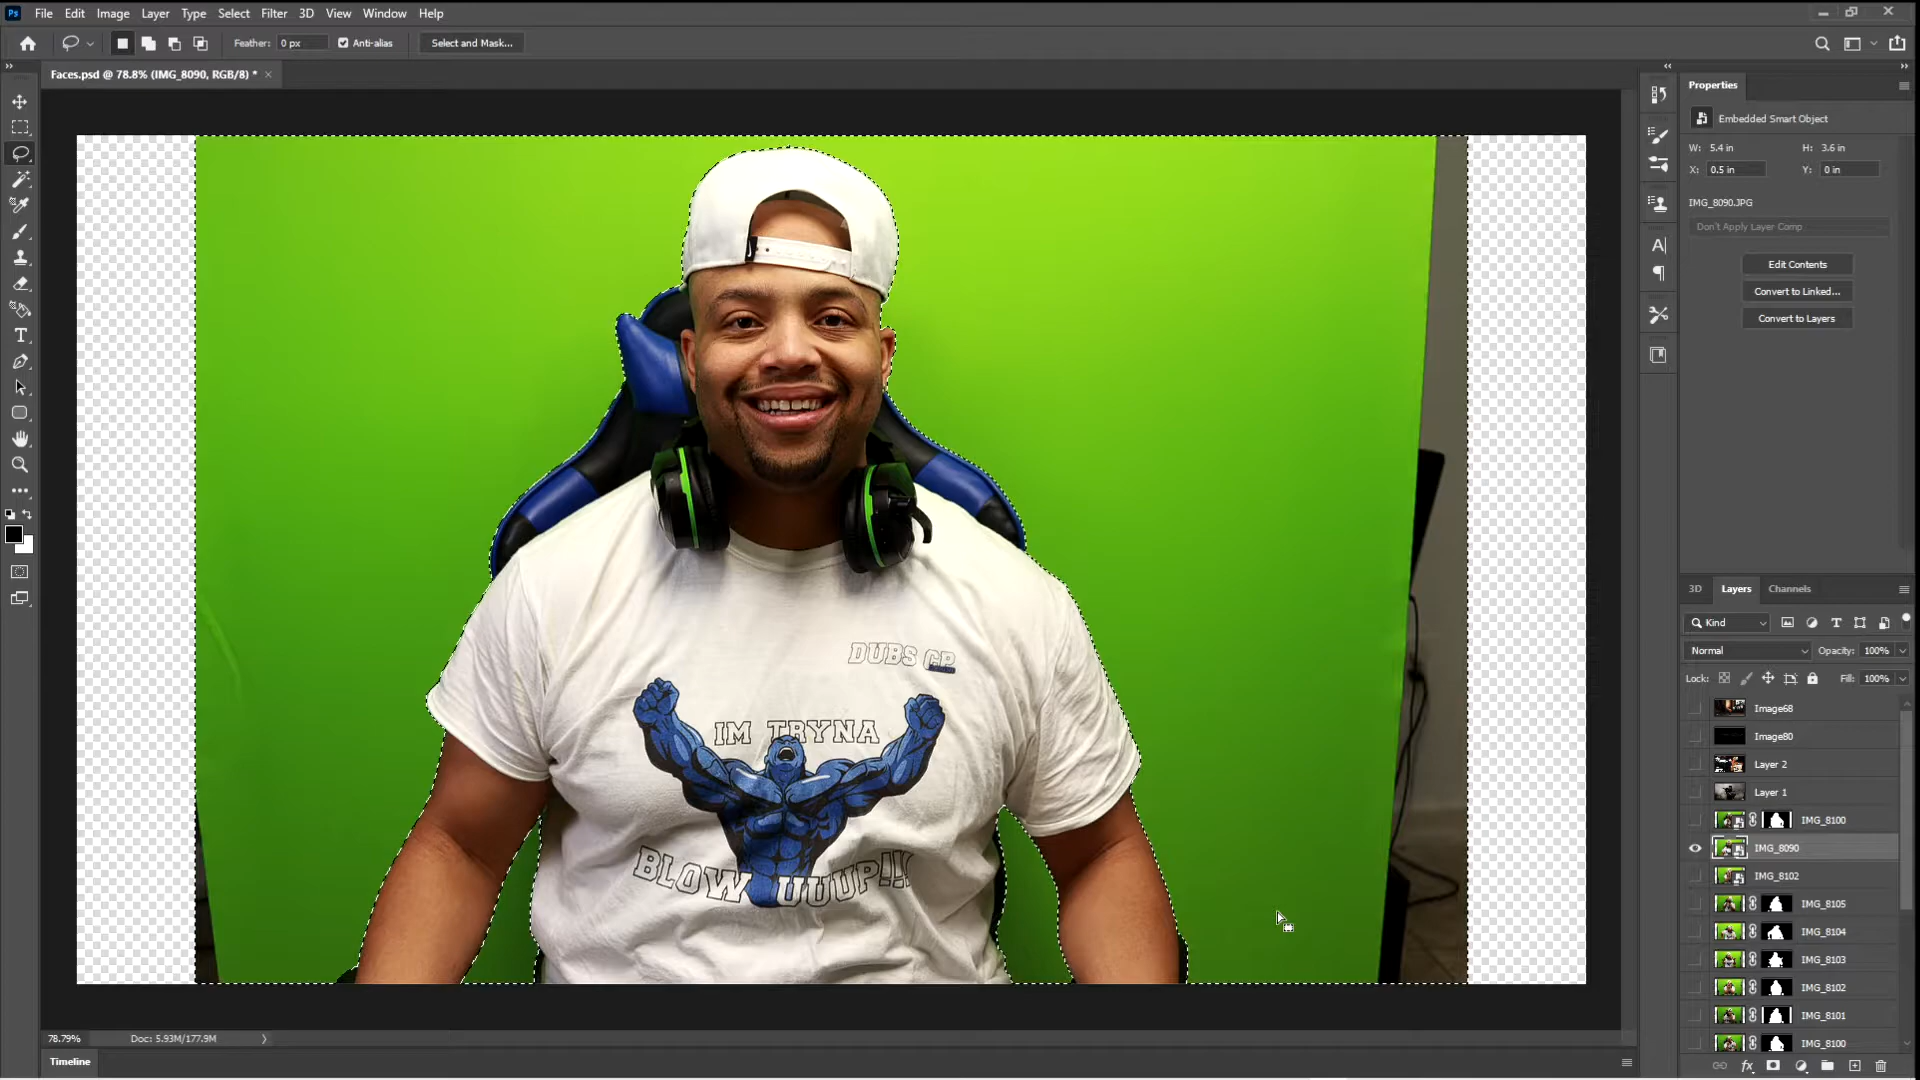 Ps File Edit Image Layer Type Select Filter 3D View Window Help
Feather: 0 px Anti-alias Select and Mask...
Faces.psd @ 78.8% (IMG_8090, RGB/8) *
Properties
Embedded Smart Object
W: 5.4 in H: 3.6 in
X: 0.5 in Y: 0 in
IMG_8090.JPG
Don't Apply Layer Comp
Edit Contents
Convert to Linked...
Convert to Layers
DUBS CP
IM TRYNA
BLOW UUUP!!!
3D Layers Channels
Kind
Normal Opacity: 100%
Lock: Fill: 100%
Image68
Image80
Layer 2
Layer 1
IMG_8100
IMG_8090
IMG_8102
IMG_8105
IMG_8104
IMG_8103
IMG_8102
IMG_8101
IMG_8100
78.79% Doc: 5.93M/177.9M
Timeline